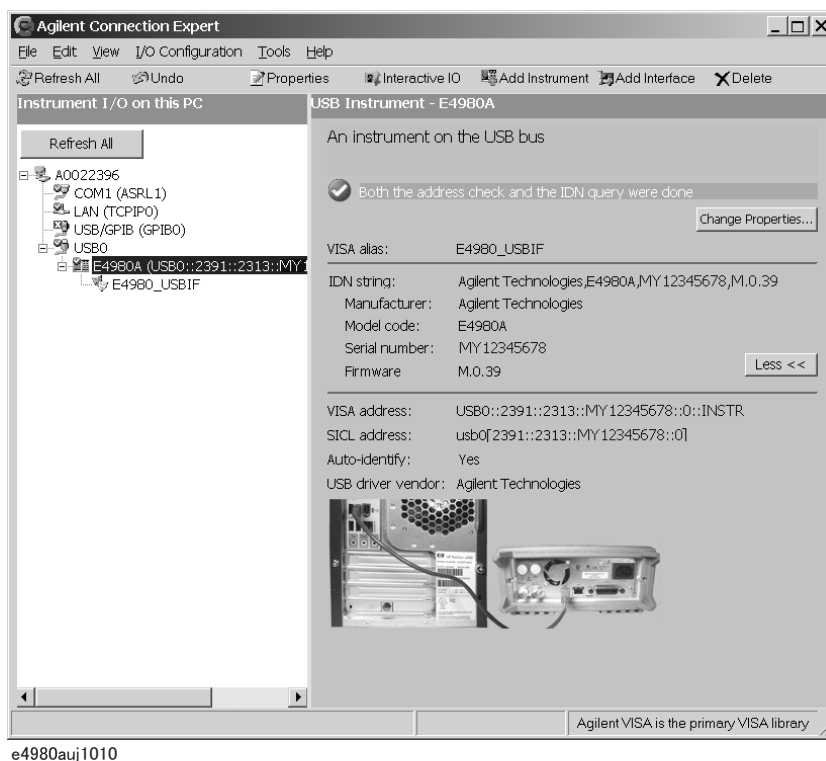 Agilent Connection Expert
File Edit View I/O Configuration Tools Help
Refresh All Undo Properties Interactive IO Add Instrument Add Interface Delete
Instrument I/O on this PC
USB Instrument - E4980A
Refresh All
An instrument on the USB bus
A0022396
COM1 (ASRL1)
LAN (TCPIP0)
USB/GPIB (GPIB0)
USB0
E4980A (USB0::2391::2313::MY1
E4980_USBIF
Both the address check and the IDN query were done
Change Properties...
VISA alias: E4980_USBIF
IDN string: Agilent Technologies,E4980A,MY12345678,M.0.39
Manufacturer: Agilent Technologies
Model code: E4980A
Serial number: MY12345678
Firmware M.0.39
Less <<
VISA address: USB0::2391::2313::MY12345678::0::INSTR
SICL address: usb0[2391::2313::MY12345678::0]
Auto-identify: Yes
USB driver vendor: Agilent Technologies
Agilent VISA is the primary VISA library
e4980auj1010